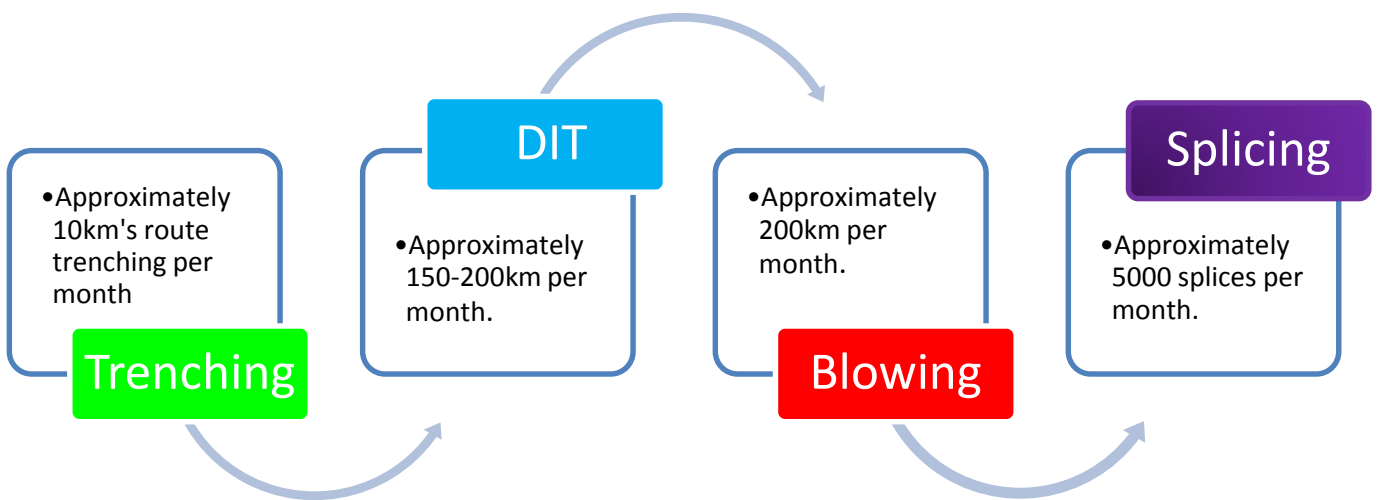 •Approximately
10km's route
trenching per
month
Trenching
DIT
•Approximately
150-200km per
month.
•Approximately
200km per
month.
Blowing
Splicing
•Approximately
5000 splices per
month.